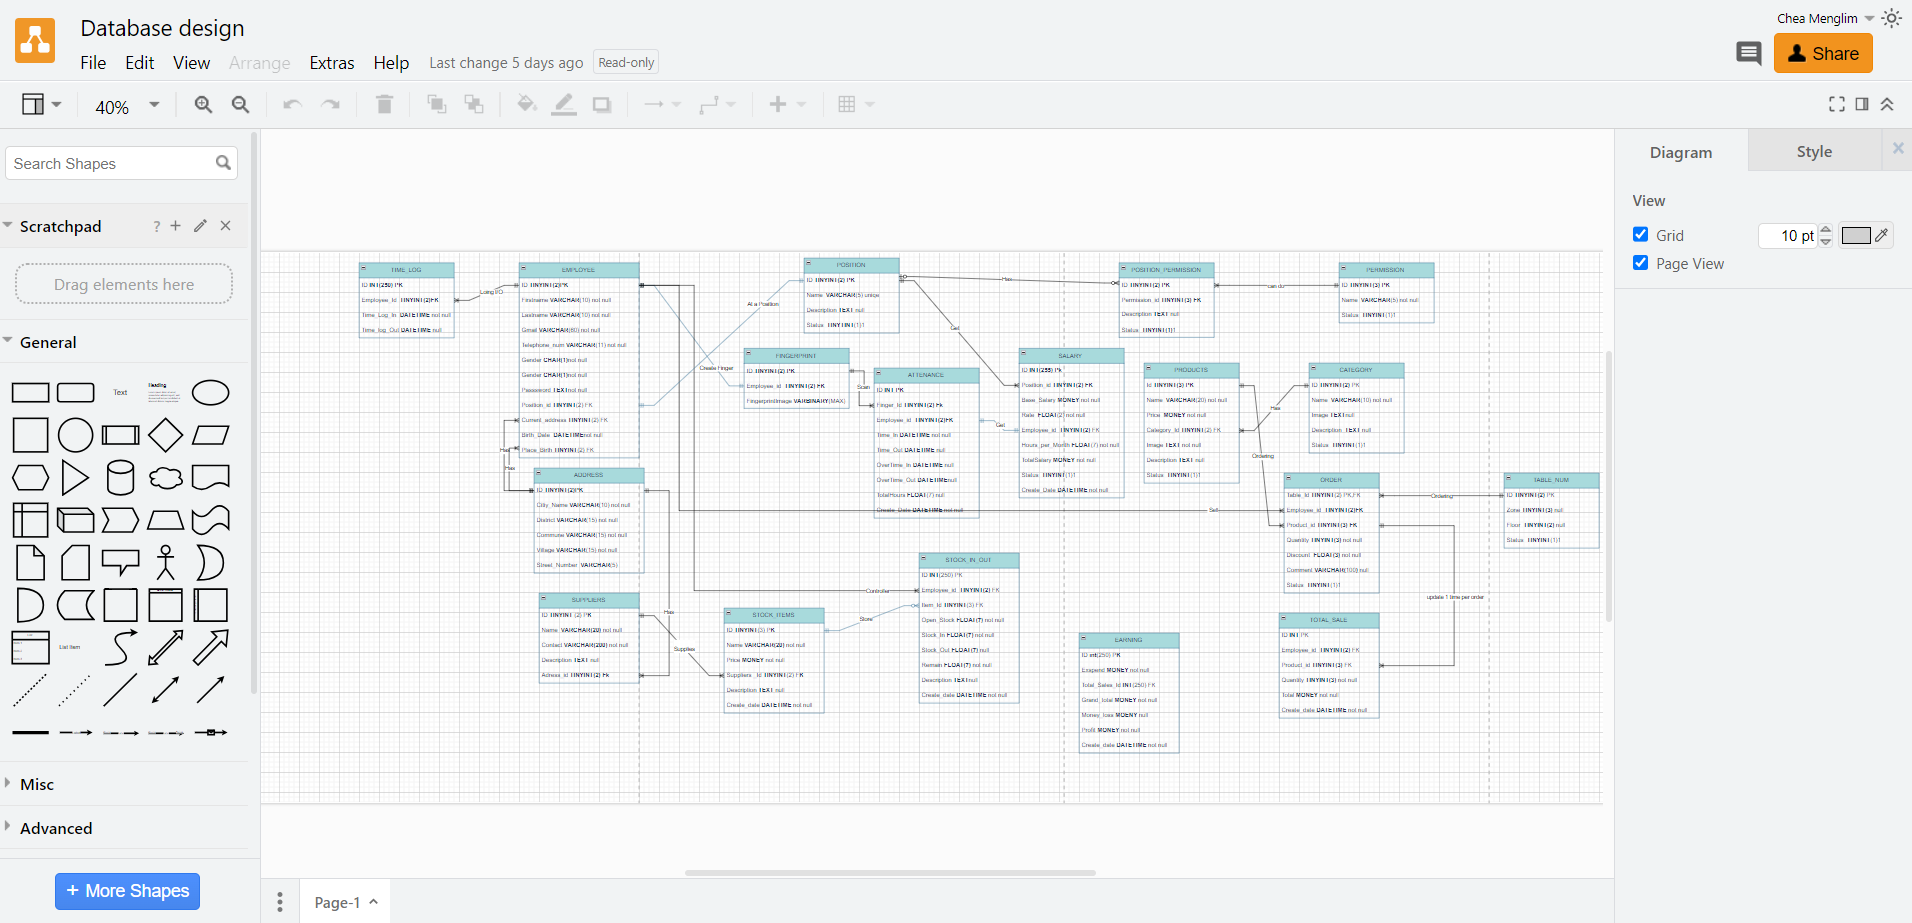 Database design
Chea Menglim
File Edit View Arrange Extras Help Last change 5 days ago Read-only
Share
40%
Search Shapes
Scratchpad
Drag elements here
General
Text
Heading
List Item
Misc
Advanced
+ More Shapes
Page-1
Diagram
Style
View
Grid 10 pt
Page View
TIME_LOG
ID INT(250) PK
Employee_Id TINYINT(2)FK
Time_Log_In DATETIME not null
Time_log_Out DATETIME null
EMPLOYEE
ID TINYINT(2)PK
Firstname VARCHAR(10) not null
Lastname VARCHAR(10) not null
Gmail VARCHAR(60) not null
Telephone_num VARCHAR(11) not null
Gender CHAR(1)not null
Gender CHAR(1)not null
Password TEXT not null
Position_id TINYINT(2) FK
Current_address TINYINT(2) FK
Birth_Date DATETIME not null
Place_Birth TINYINT(2) FK
POSITION
ID TINYINT(2) PK
Name VARCHAR(5) unique
Description TEXT null
Status TINYTINT(1)1
POSITION_PERMISSION
ID TINYINT(2) PK
Permission_id TINYINT(3) FK
Description TEXT null
Status TINYINT(1)1
PERMISSION
ID TINYINT(3) PK
Name VARCHAR(5) not null
Status TINYINT(1)1
FINGERPRINT
ID TINYINT(2) PK
Employee_id TINYINT(2) FK
FingerprintImage VARBINARY(MAX)
ATTENANCE
ID INT PK
Finger_Id TINYINT(2) Fk
Employee_id TINYINT(2)FK
Time_In DATETIME not null
Time_Out DATETIME not null
OverTime_In DATETIME null
OverTime_Out DATETIME null
TotalHours FLOAT(7) null
Create_Date DATETIME not null
SALARY
ID INT(255) Pk
Position_id TINYINT(2) FK
Base_Salary MONEY not null
Rate FLOAT(2) not null
Employee_id TINYINT(2) FK
Hours_per_Month FLOAT(7) not null
TotalSalary MONEY not null
Status TINYINT(1)1
Create_Date DATETIME not null
PRODUCTS
Id TINYINT(3) PK
Name VARCHAR(20) not null
Price MONEY not null
Category_Id TINYINT(2) FK
Image TEXT not null
Description TEXT null
Status TINYINT(1)1
CATEGORY
ID TINYINT(2) PK
Name VARCHAR(10) not null
Image TEXT null
Description TEXT null
Status TINYINT(1)1
ADDRESS
ID TINYINT(2)PK
City_Name VARCHAR(10) not null
District VARCHAR(15) not null
Commune VARCHAR(15) not null
Village VARCHAR(15) not null
Street_Number VARCHAR(5)
ORDER
Table_Id TINYINT(2) PK,FK
Employee_id TINYINT(2)FK
Product_id TINYINT(3) FK
Quantity TINYINT(3) not null
Discount FLOAT(3) not null
Comment VARCHAR(100) null
Status TINYINT(1)1
TABLE_NUM
ID TINYINT(2) PK
Zone TINYINT(3) null
Floor TINYINT(2) null
Status TINYINT(1)1
SUPPLIERS
ID TINYINT (2) PK
Name VARCHAR(20) not null
Contact VARCHAR(200) not null
Description TEXT null
Adress_id TINYINT(2) Fk
STOCK_ITEMS
ID TINYINT(3) PK
Name VARCHAR(20) not null
Price MONEY not null
Suppliers_Id TINYINT(2) FK
Description TEXT null
Create_date DATETIME not null
STOCK_IN_OUT
ID INT(250) PK
Employee_id TINYINT(2) FK
Item_Id TINYINT(3) FK
Open_Stock FLOAT(7) not null
Stock_In FLOAT(7) not null
Stock_Out FLOAT(7) null
Remain FLOAT(7) not null
Description TEXT null
Create_date DATETIME not null
EARNING
ID int(250) PK
Exspend MONEY not null
Total_Sales_Id INT(250) FK
Grand_total MONEY not null
Money_loss MOENY null
Profit MONEY not null
Create_date DATETIME not null
TOTAL_SALE
ID INT PK
Employee_id TINYINT(2) FK
Product_id TINYINT(3) FK
Quantity TINYINT(3) not null
Total MONEY not null
Create_date DATETIME not null
Loing I/O
At a Position
Has
can do
Get
Create Finger
Scan
Get
Has
Ordering
Has
Has
Sell
Ordering
Controller
Has
Store
Supplies
update 1 time per order